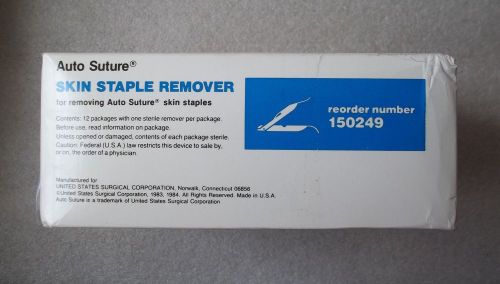 Auto Suture®
SKIN STAPLE REMOVER
for removing Auto Suture® skin staples
Contents: 12 packages with one sterile remover per package.
Before use, read information on package.
Unless opened or damaged, contents of each package sterile.
Caution: Federal (U.S.A.) law restricts this device to sale by,
or on, the order of a physician.
reorder number
150249
Manufactured for
UNITED STATES SURGICAL CORPORATION, Norwalk, Connecticut 06856
©United States Surgical Corporation, 1983, 1984. All Rights Reserved. Made in U.S.A.
Auto Suture is a trademark of United States Surgical Corporation